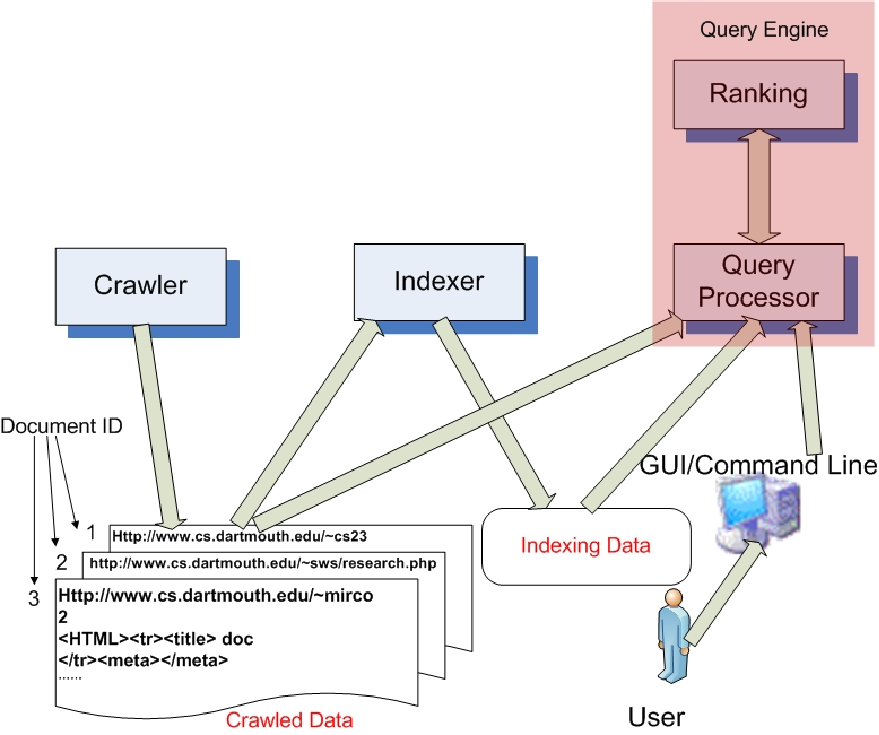 Query Engine
Ranking
Query
Processor
Crawler
Indexer
Document ID
GUI/Command Line
1
Http://www.cs.dartmouth.edu/~cs23
2
http://www.cs.dartmouth.edu/~sws/research.php
3
Http://www.cs.dartmouth.edu/~mirco
2
<HTML><tr><title> doc
</tr><meta></meta>
......
Indexing Data
Crawled Data
User